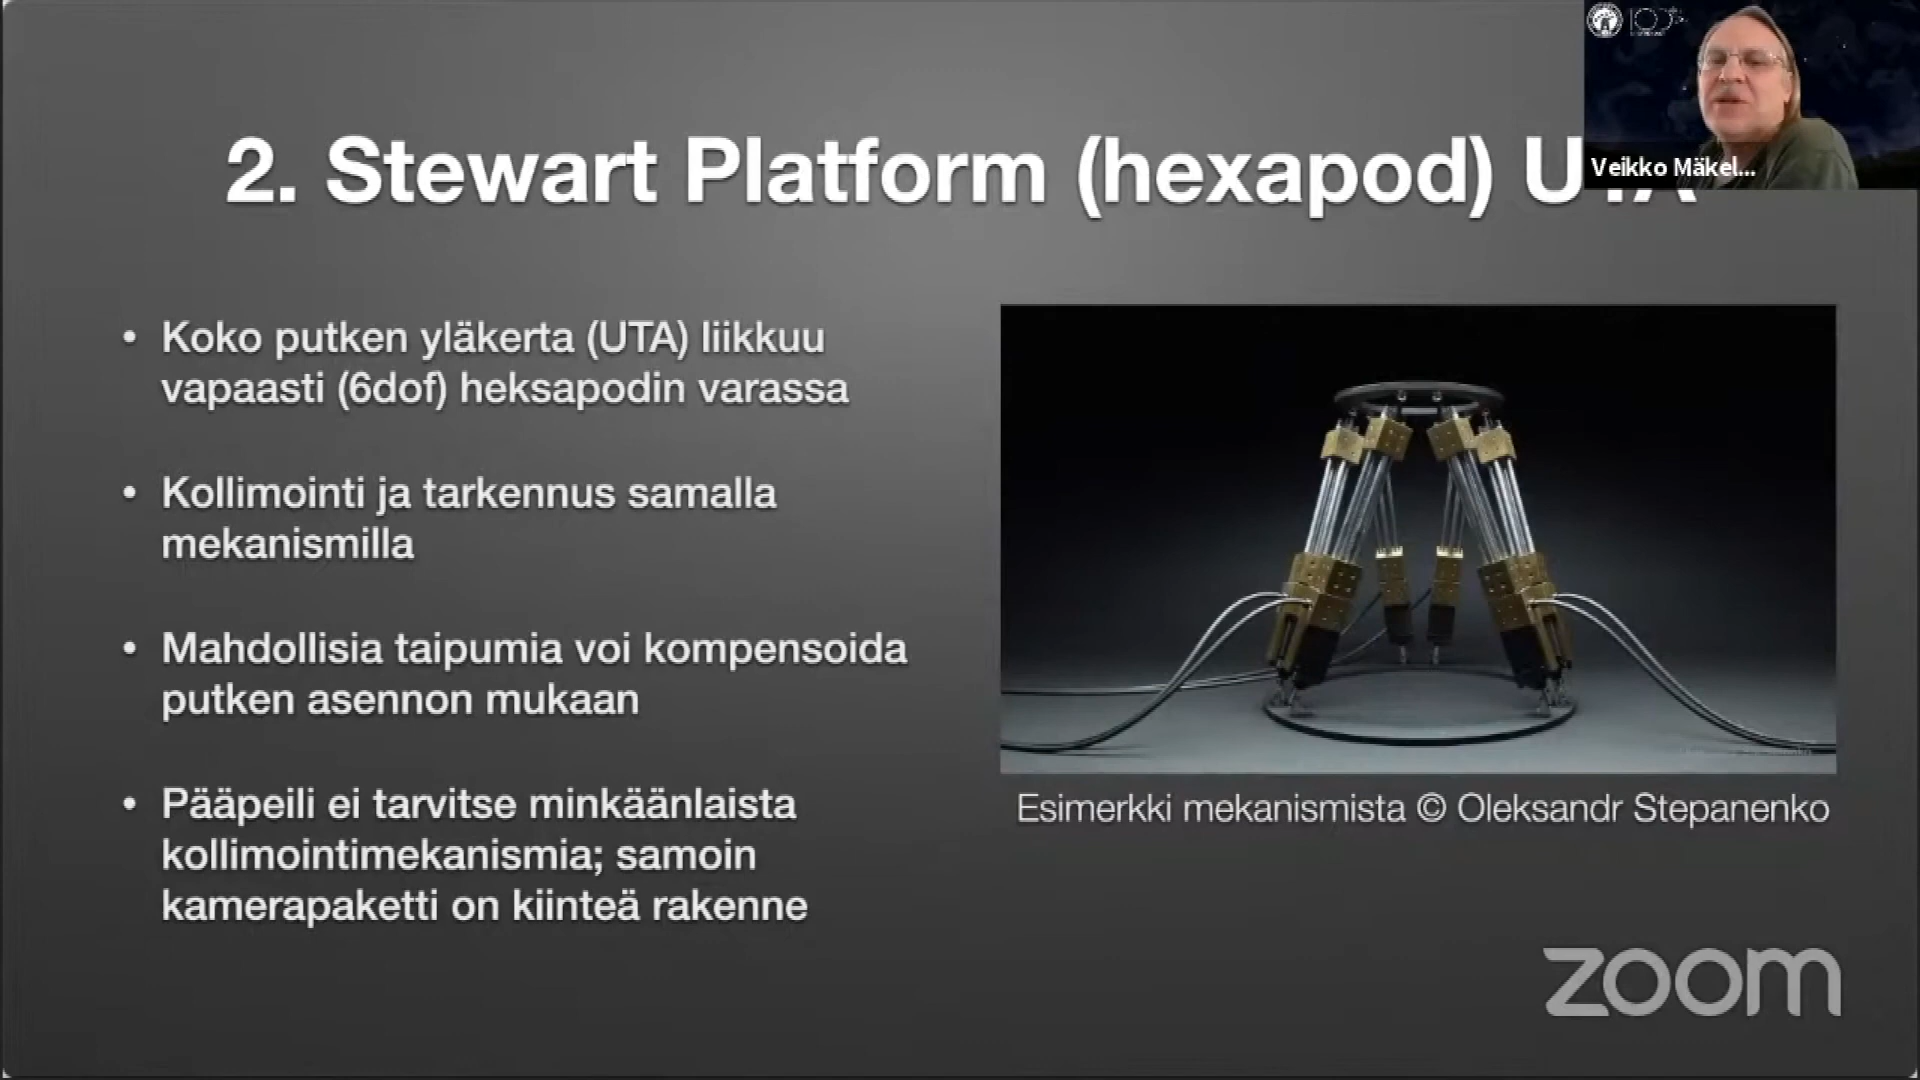 2. Stewart Platform (hexapod) UTA
Veikko Mäkel...
• Koko putken yläkerta (UTA) liikkuu
vapaasti (6dof) heksapodin varassa
• Kollimointi ja tarkennus samalla
mekanismilla
• Mahdollisia taipumia voi kompensoida
putken asennon mukaan
• Pääpeili ei tarvitse minkäänlaista
kollimointimekanismia; samoin
kamerapaketti on kiinteä rakenne
Esimerkki mekanismista © Oleksandr Stepanenko
zoom